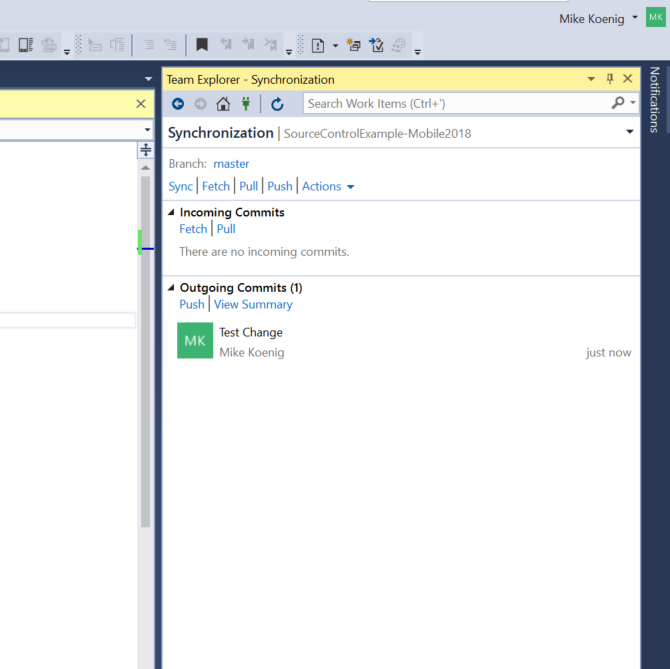 Mike Koenig
MK
Team Explorer - Synchronization
Search Work Items (Ctrl+')
Notifications
Synchronization | SourceControlExample-Mobile2018
Branch: master
Sync | Fetch | Pull | Push | Actions
Incoming Commits
Fetch | Pull
There are no incoming commits.
Outgoing Commits (1)
Push | View Summary
MK
Test Change
Mike Koenig
just now